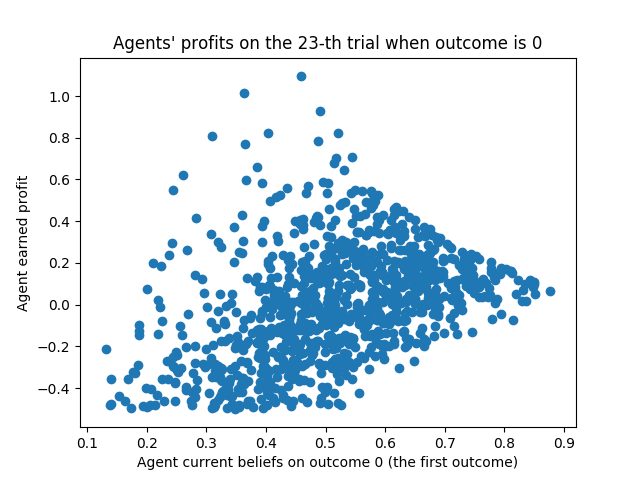 Agents' profits on the 23-th trial when outcome is 0
Agent earned profit
1.0
0.8
0.6
0.4
0.2
0.0
−0.2
−0.4
0.1 0.2 0.3 0.4 0.5 0.6 0.7 0.8 0.9
Agent current beliefs on outcome 0 (the first outcome)